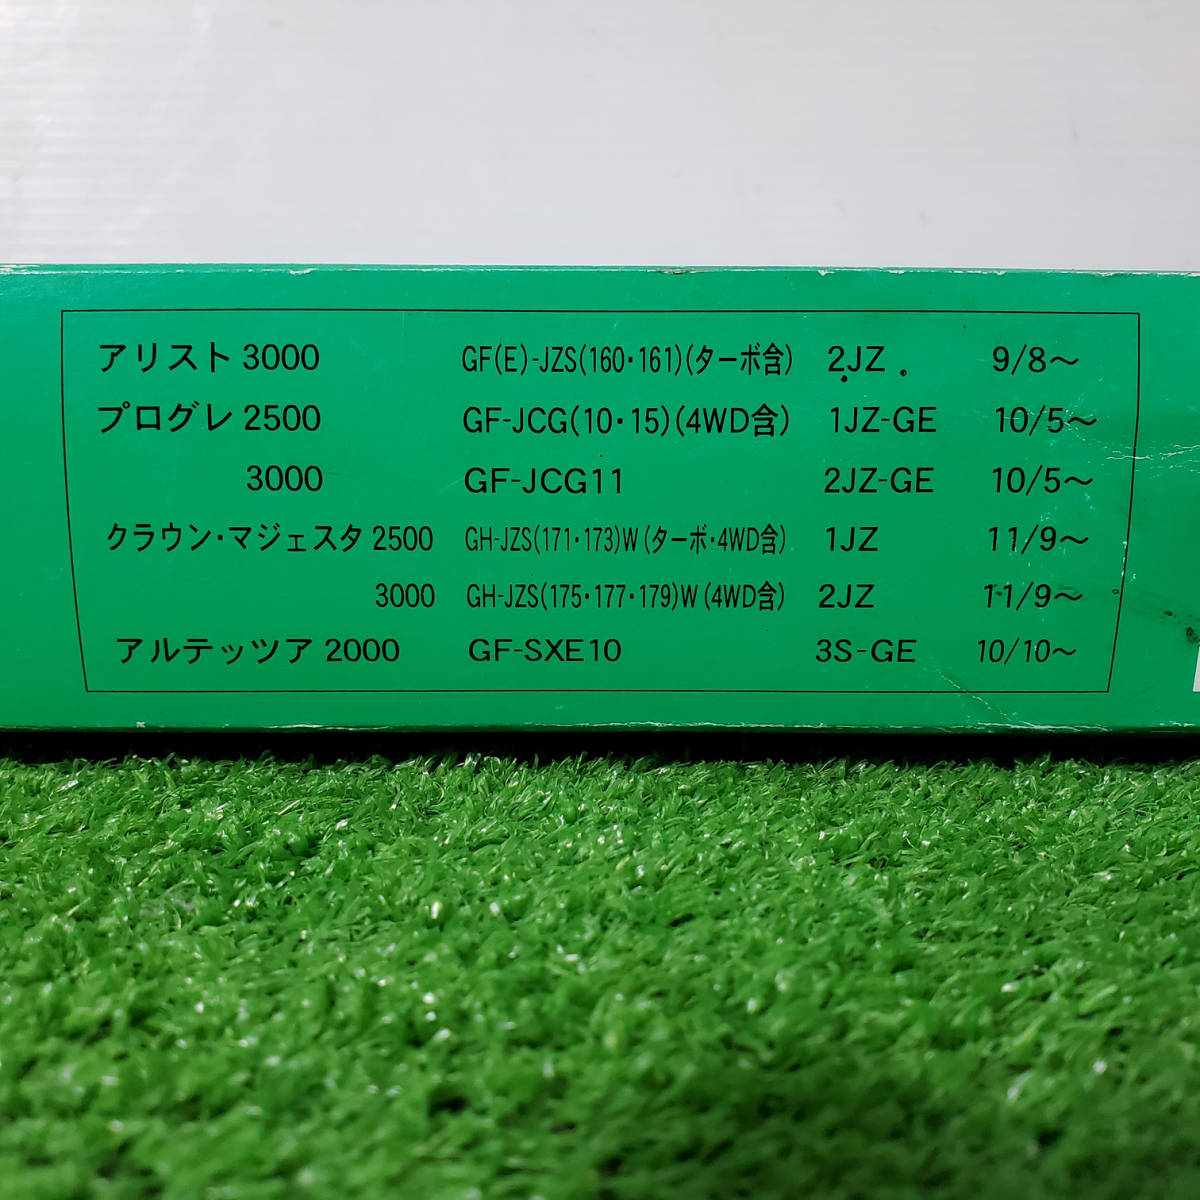 アリスト 3000 GF(E)-JZS(160・161)(ターボ含) 2JZ 9/8～
プログレ 2500 GF-JCG(10・15)(4WD含) 1JZ-GE 10/5～
3000 GF-JCG11 2JZ-GE 10/5～
クラウン・マジェスタ 2500 GH-JZS(171・173)W(ターボ・4WD含) 1JZ 11/9～
3000 GH-JZS(175・177・179)W(4WD含) 2JZ 11/9～
アルテッツア 2000 GF-SXE10 3S-GE 10/10～